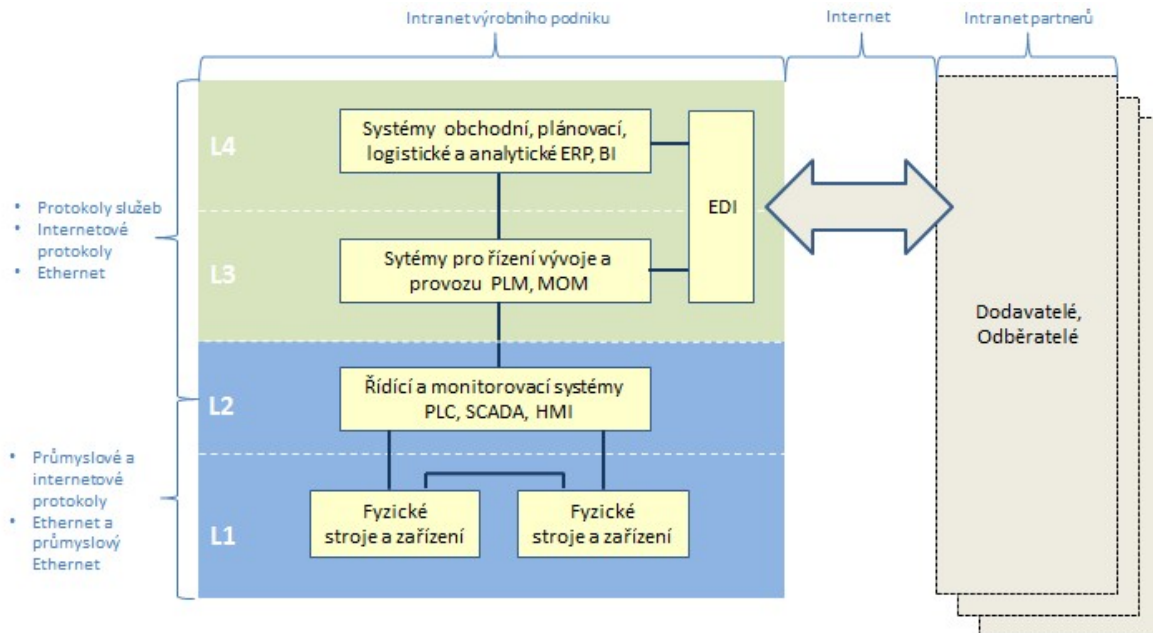 Intranet výrobního podniku
Internet
Intranet partnerů
L4
Systémy obchodní, plánovací,
logistické a analytické ERP, BI
EDI
• Protokoly služeb
• Internetové
protokoly
• Ethernet
L3
Sytémy pro řízení vývoje a
provozu PLM, MOM
Dodavatelé,
Odběratelé
L2
Řídící a monitorovací systémy
PLC, SCADA, HMI
• Průmyslové a
internetové
protokoly
• Ethernet a
průmyslový
Ethernet
L1
Fyzické
stroje a zařízení
Fyzické
stroje a zařízení